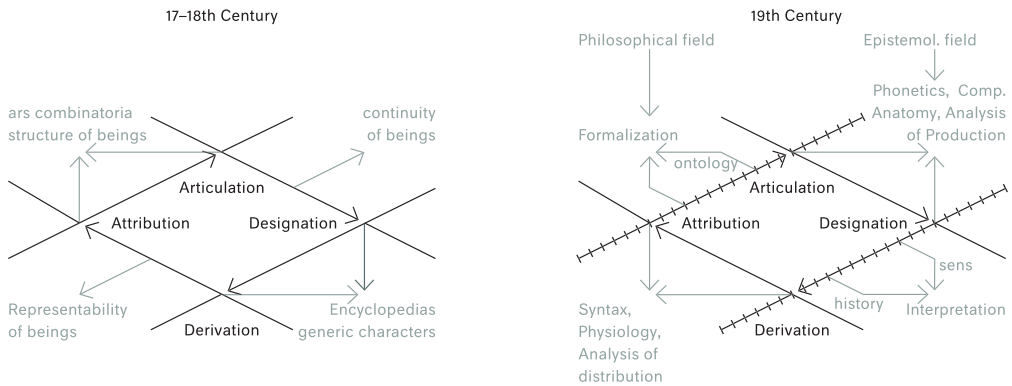 17–18th Century
ars combinatoria
structure of beings
continuity
of beings
Articulation
Attribution
Designation
Representability
of beings
Encyclopedias
generic characters
Derivation
19th Century
Philosophical field
Epistemol. field
Phonetics, Comp.
Anatomy, Analysis
of Production
Formalization
ontology
Articulation
Attribution
Designation
sens
history
Syntax,
Physiology,
Analysis of
distribution
Interpretation
Derivation